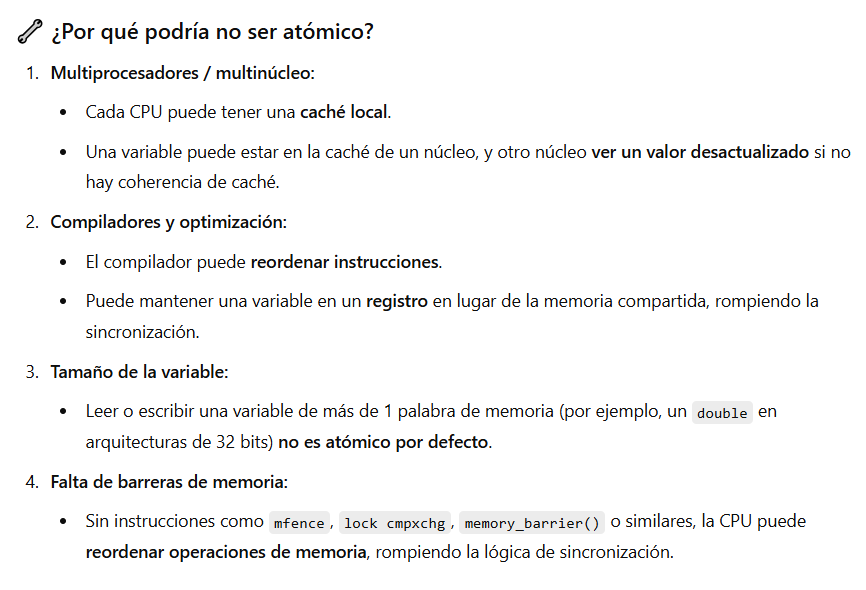 ¿Por qué podría no ser atómico?
1. Multiprocesadores / multinúcleo:
• Cada CPU puede tener una caché local.
• Una variable puede estar en la caché de un núcleo, y otro núcleo ver un valor desactualizado si no
hay coherencia de caché.
2. Compiladores y optimización:
• El compilador puede reordenar instrucciones.
• Puede mantener una variable en un registro en lugar de la memoria compartida, rompiendo la
sincronización.
3. Tamaño de la variable:
• Leer o escribir una variable de más de 1 palabra de memoria (por ejemplo, un double en
arquitecturas de 32 bits) no es atómico por defecto.
4. Falta de barreras de memoria:
• Sin instrucciones como mfence, lock cmpxchg, memory_barrier() o similares, la CPU puede
reordenar operaciones de memoria, rompiendo la lógica de sincronización.